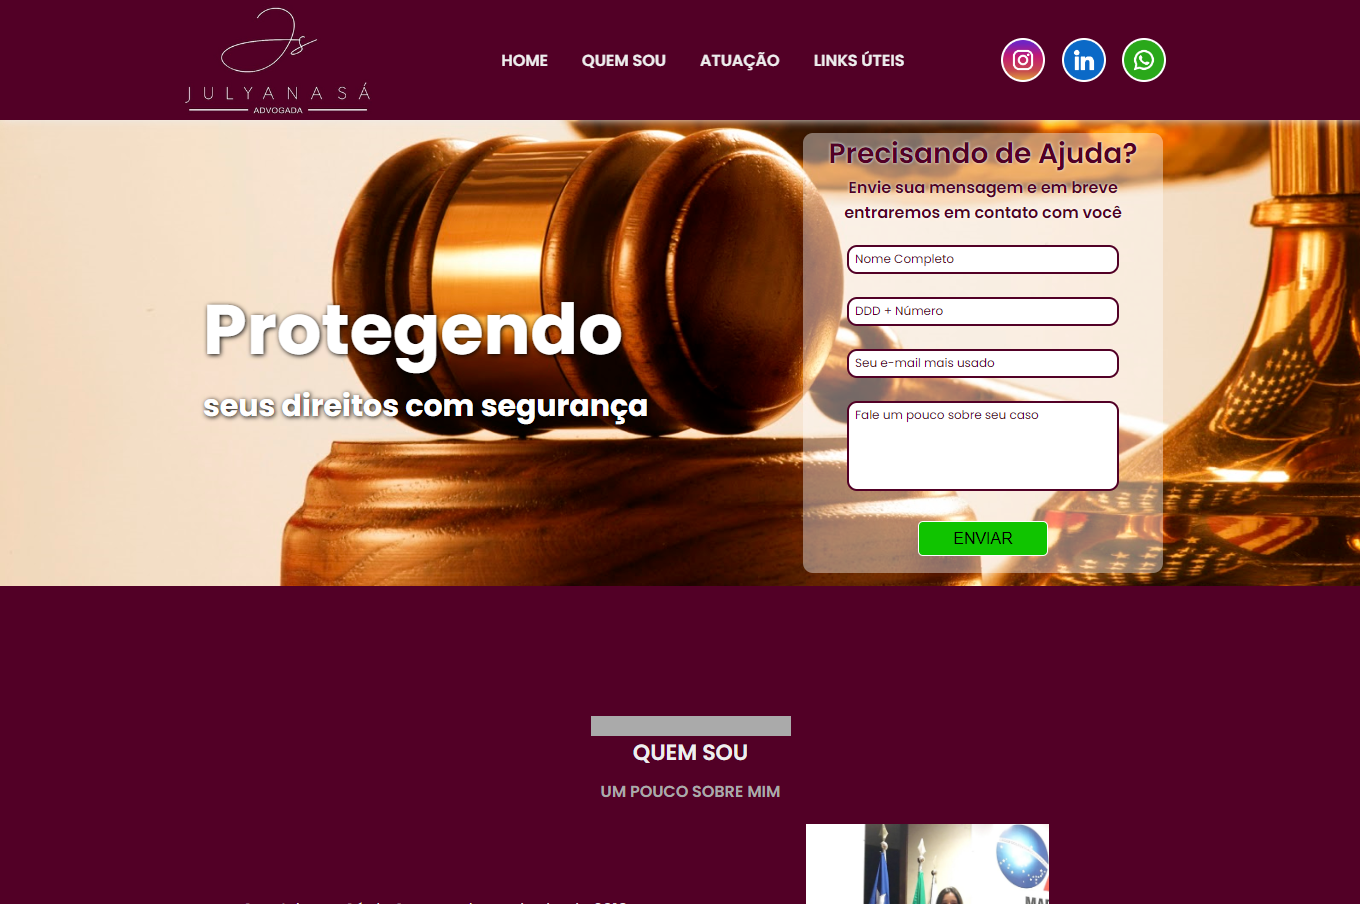 Js
JULYANA SÁ
ADVOGADA
HOME
QUEM SOU
ATUAÇÃO
LINKS ÚTEIS
Protegendo
seus direitos com segurança
Precisando de Ajuda?
Envie sua mensagem e em breve
entraremos em contato com você
Nome Completo
DDD + Número
Seu e-mail mais usado
Fale um pouco sobre seu caso
ENVIAR
QUEM SOU
UM POUCO SOBRE MIM